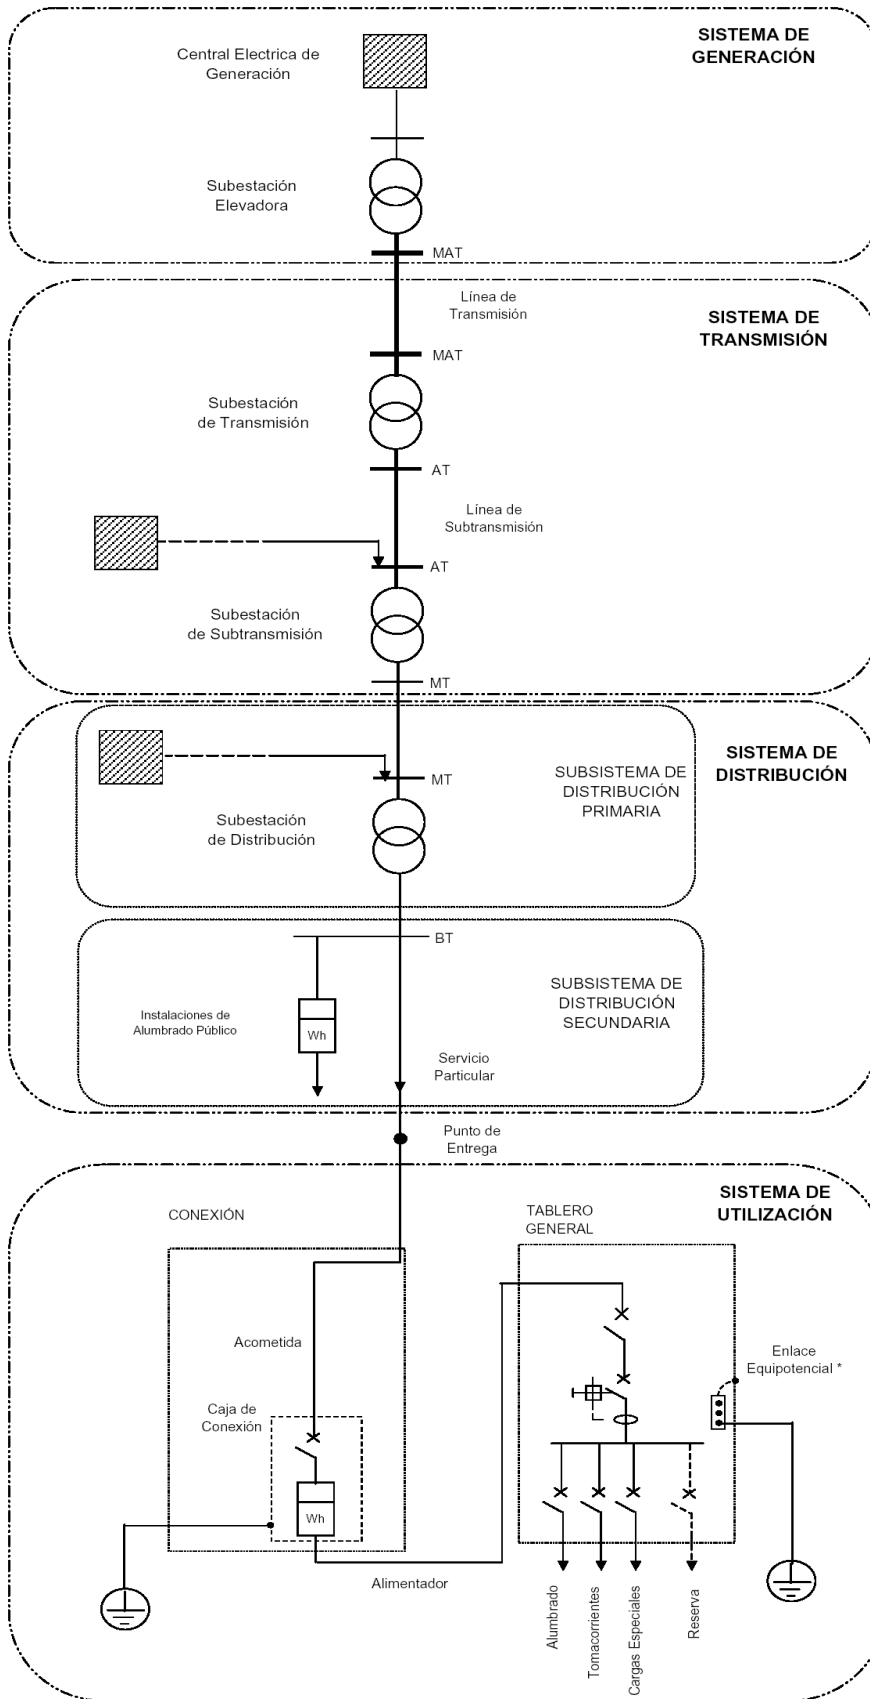 SISTEMA DE
GENERACIÓN
Central Electrica de
Generación
Subestación
Elevadora
MAT
Línea de
Transmisión
SISTEMA DE
TRANSMISIÓN
MAT
Subestación
de Transmisión
AT
Línea de
Subtransmisión
AT
Subestación
de Subtransmisión
MT
SISTEMA DE
DISTRIBUCIÓN
SUBSISTEMA DE
DISTRIBUCIÓN
PRIMARIA
MT
Subestación
de Distribución
BT
SUBSISTEMA DE
DISTRIBUCIÓN
SECUNDARIA
Instalaciones de
Alumbrado Público
Wh
Servicio
Particular
Punto de
Entrega
SISTEMA DE
UTILIZACIÓN
CONEXIÓN
TABLERO
GENERAL
Acometida
Enlace
Equipotencial *
Caja de
Conexión
Wh
Alimentador
Alumbrado
Tomacorrientes
Cargas Especiales
Reserva